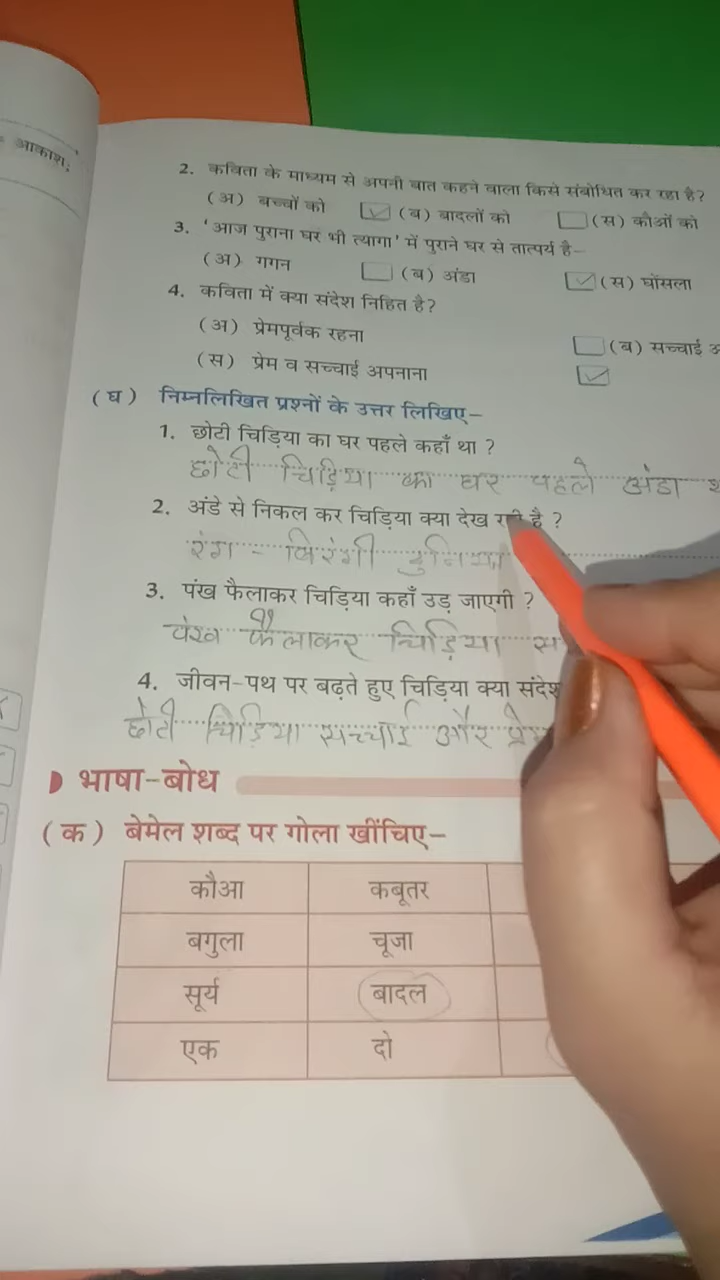 आकाश;
2. कविता के माध्यम से अपनी बात कहने वाला किसे संबोधित कर रहा है?
(अ) बच्चों को (ब) बादलों को (स) कौओं को
3. 'आज पुराना घर भी त्यागा' में पुराने घर से तात्पर्य है–
(अ) गगन (ब) अंडा (स) घोंसला
4. कविता में क्या संदेश निहित है?
(अ) प्रेमपूर्वक रहना (ब) सच्चाई
(स) प्रेम व सच्चाई अपनाना
(घ) निम्नलिखित प्रश्नों के उत्तर लिखिए–
1. छोटी चिड़िया का घर पहले कहाँ था ?
छोटी चिड़िया का घर पहले अंडा
2. अंडे से निकल कर चिड़िया क्या देख रही है ?
रंग - बिरंगी दुनिया
3. पंख फैलाकर चिड़िया कहाँ उड़ जाएगी ?
पंख फैलाकर चिड़िया
4. जीवन-पथ पर बढ़ते हुए चिड़िया क्या संदेश
छोटी चिड़िया सच्चाई और प्रेम
भाषा-बोध
(क) बेमेल शब्द पर गोला खींचिए–
कौआ कबूतर
बगुला चूजा
सूर्य बादल
एक दो